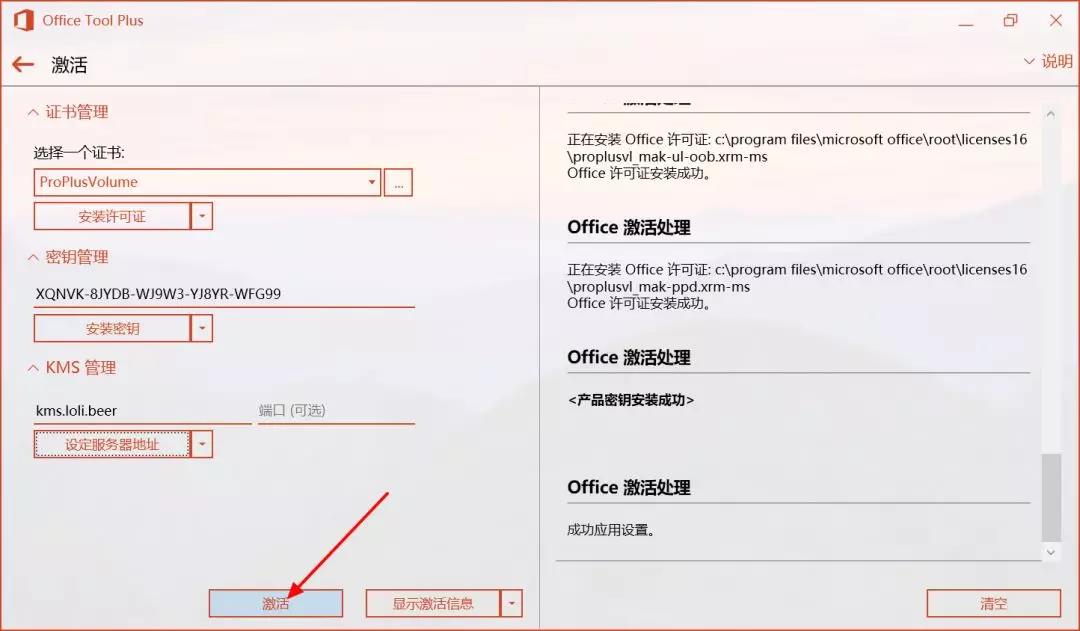 Office Tool Plus
激活
说明
证书管理
选择一个证书:
ProPlusVolume
...
安装许可证
密钥管理
XQNVK-8JYDB-WJ9W3-YJ8YR-WFG99
安装密钥
KMS 管理
kms.loli.beer
端口 (可选)
设定服务器地址
激活
显示激活信息
正在安装 Office 许可证: c:\program files\microsoft office\root\licenses16
\proplusvl_mak-ul-oob.xrm-ms
Office 许可证安装成功。
Office 激活处理
正在安装 Office 许可证: c:\program files\microsoft office\root\licenses16
\proplusvl_mak-ppd.xrm-ms
Office 许可证安装成功。
Office 激活处理
<产品密钥安装成功>
Office 激活处理
成功应用设置。
清空